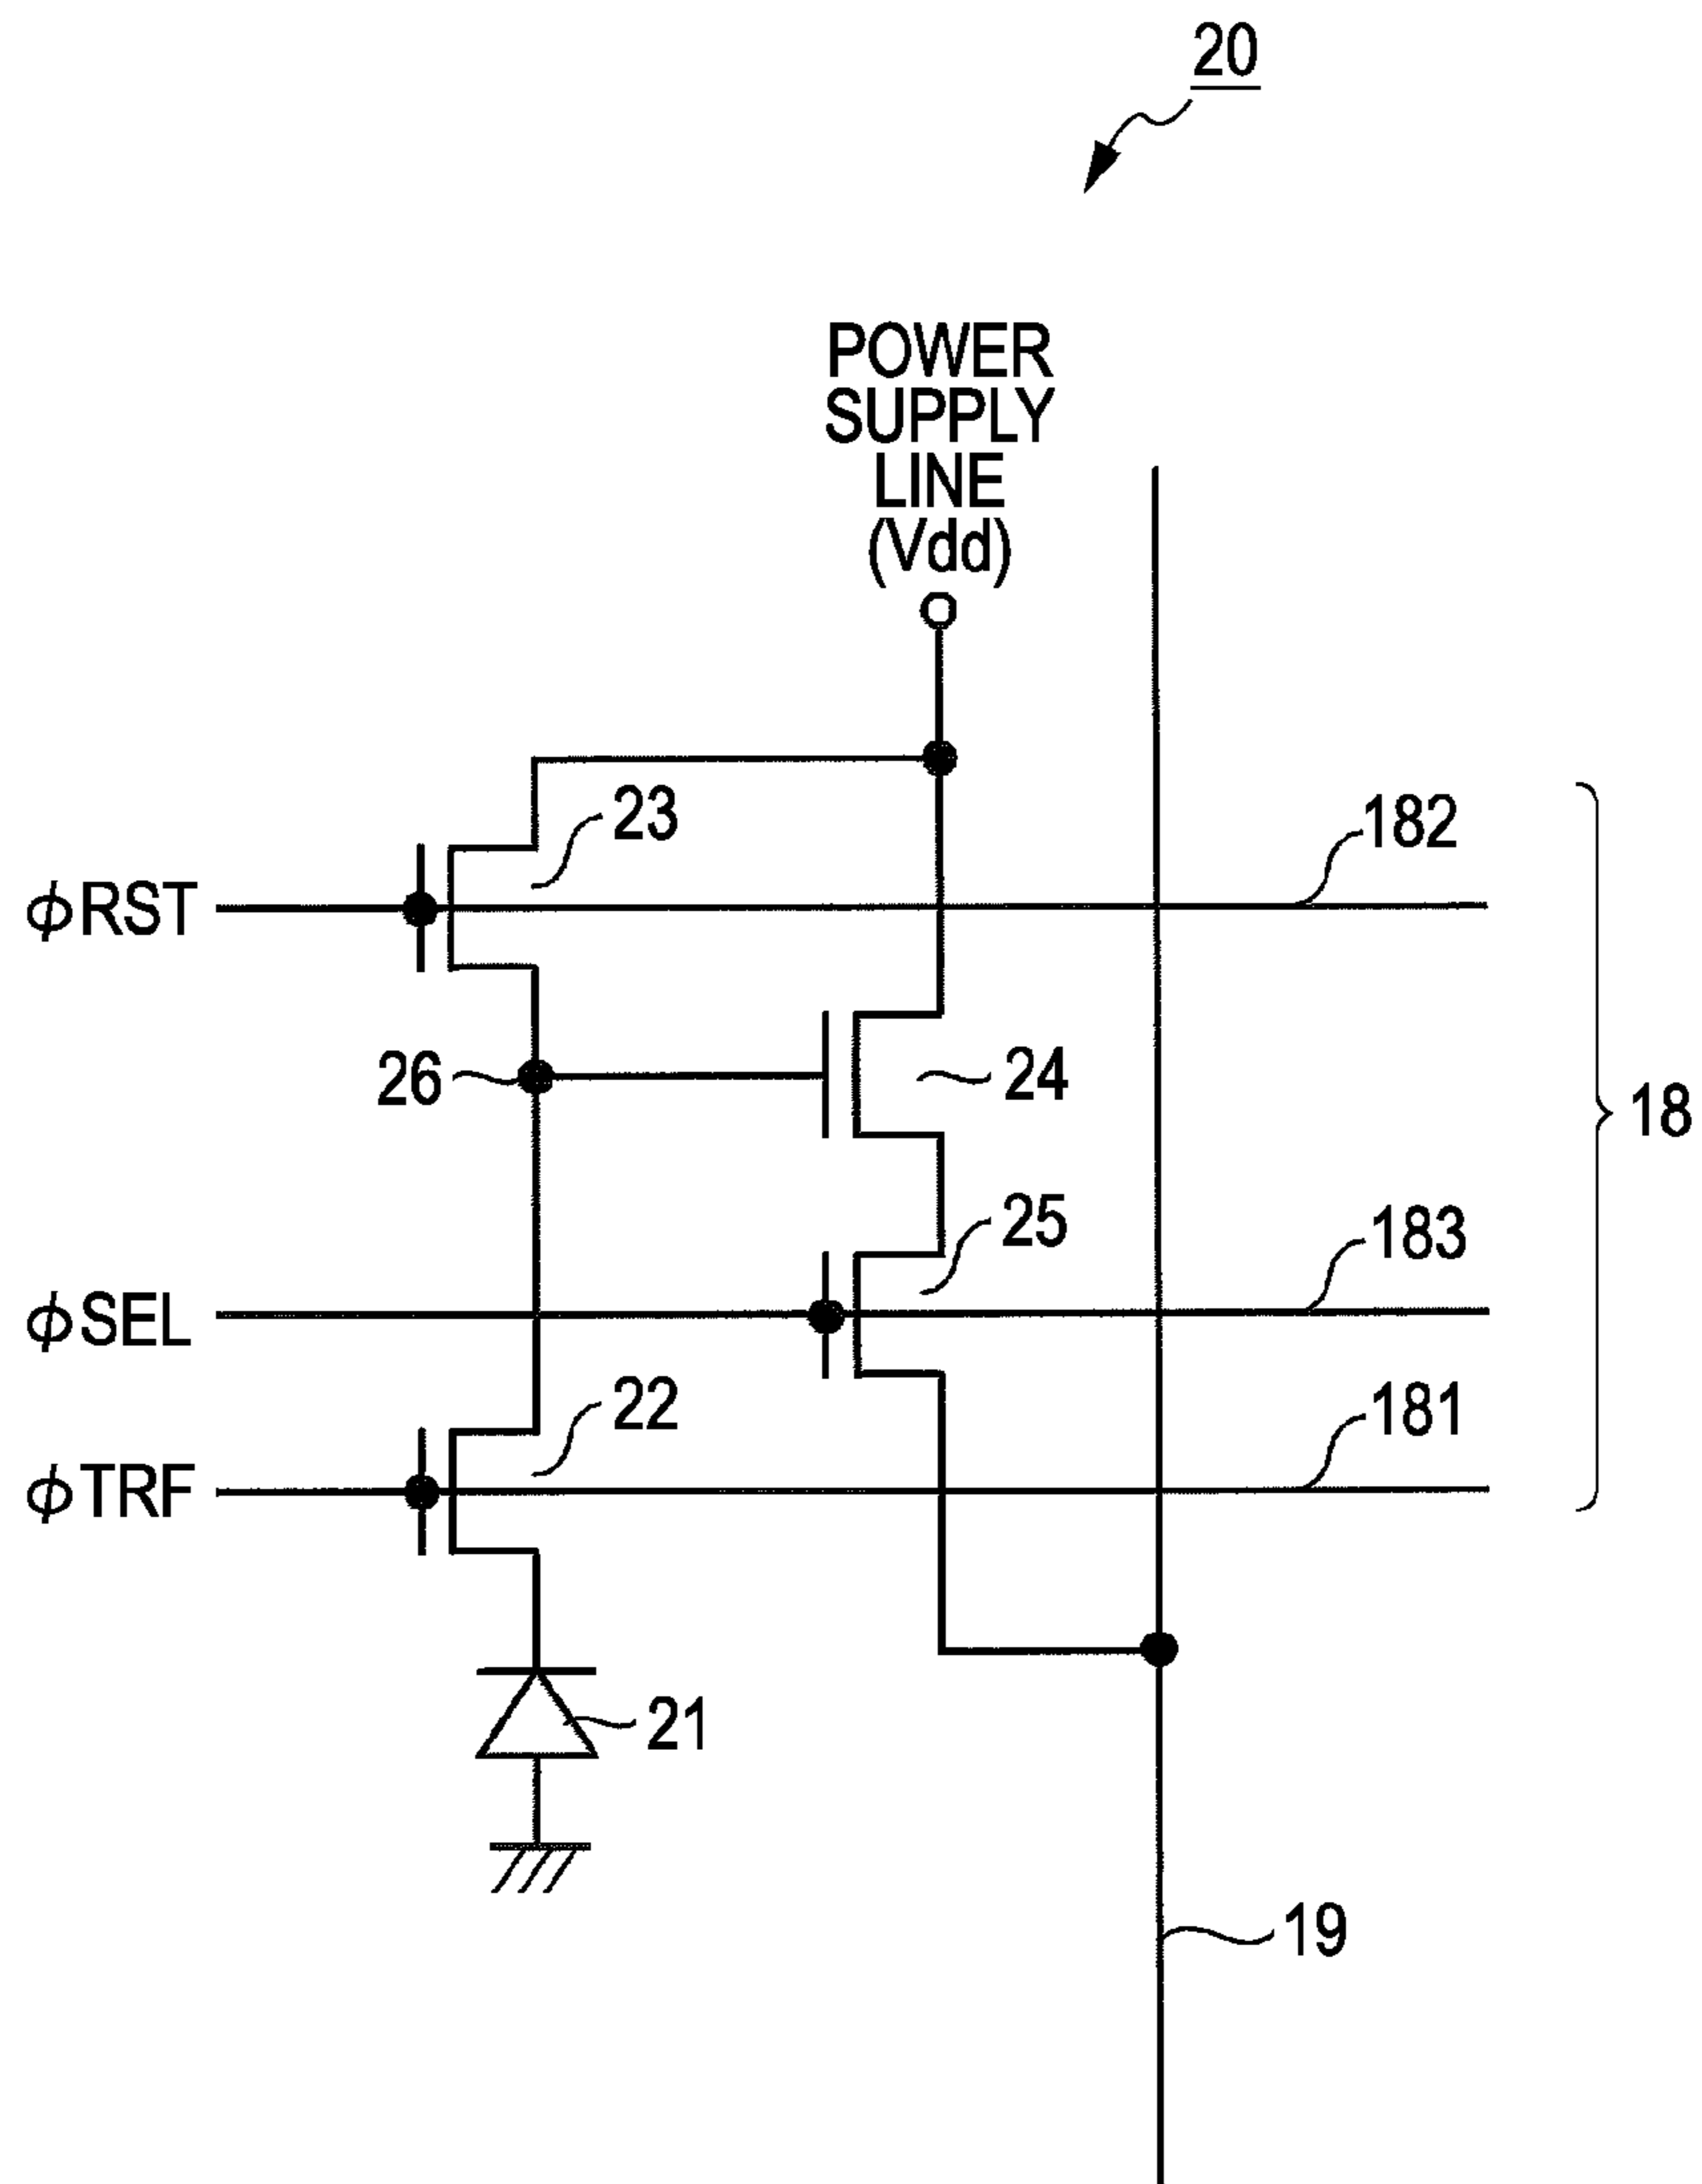 20
POWER
SUPPLY
LINE
(Vdd)
23
182
ϕRST
26
24
18
25
183
ϕSEL
22
181
ϕTRF
21
19